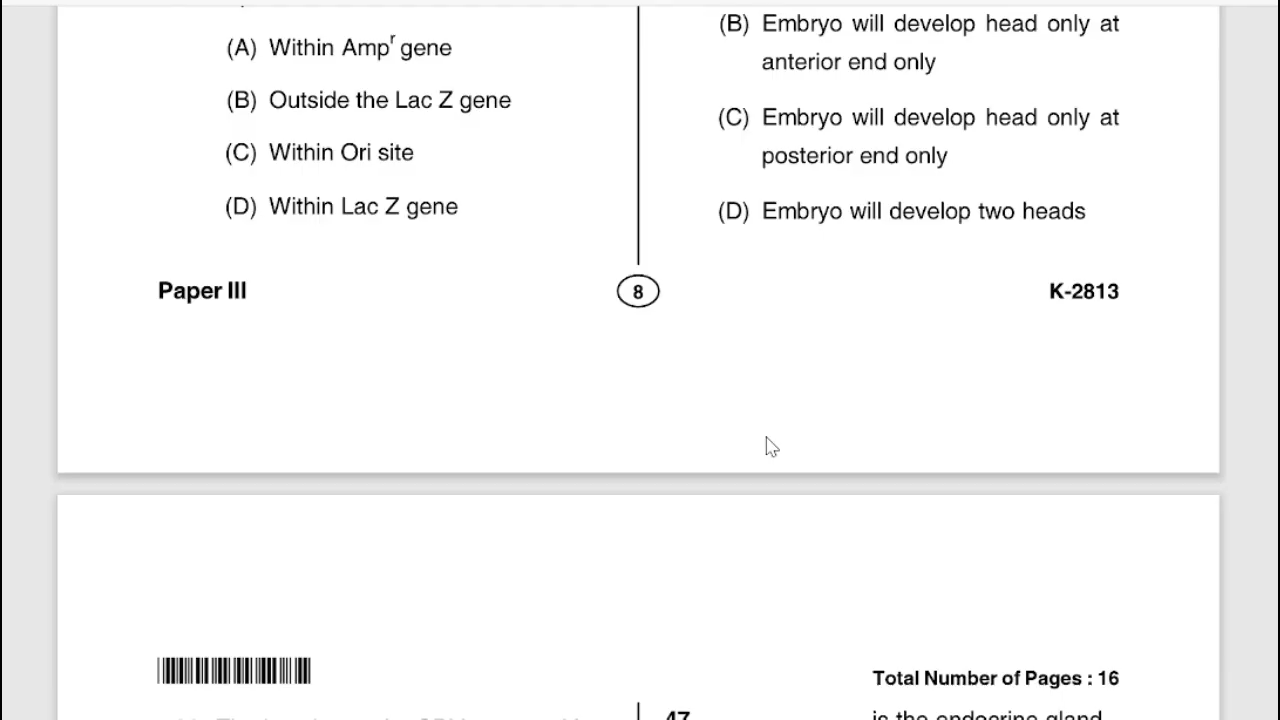 (A) Within Ampʳ gene
(B) Outside the Lac Z gene
(C) Within Ori site
(D) Within Lac Z gene
(B) Embryo will develop head only at
anterior end only
(C) Embryo will develop head only at
posterior end only
(D) Embryo will develop two heads
Paper III
8
K-2813
Total Number of Pages : 16
47
is the endocrine gland